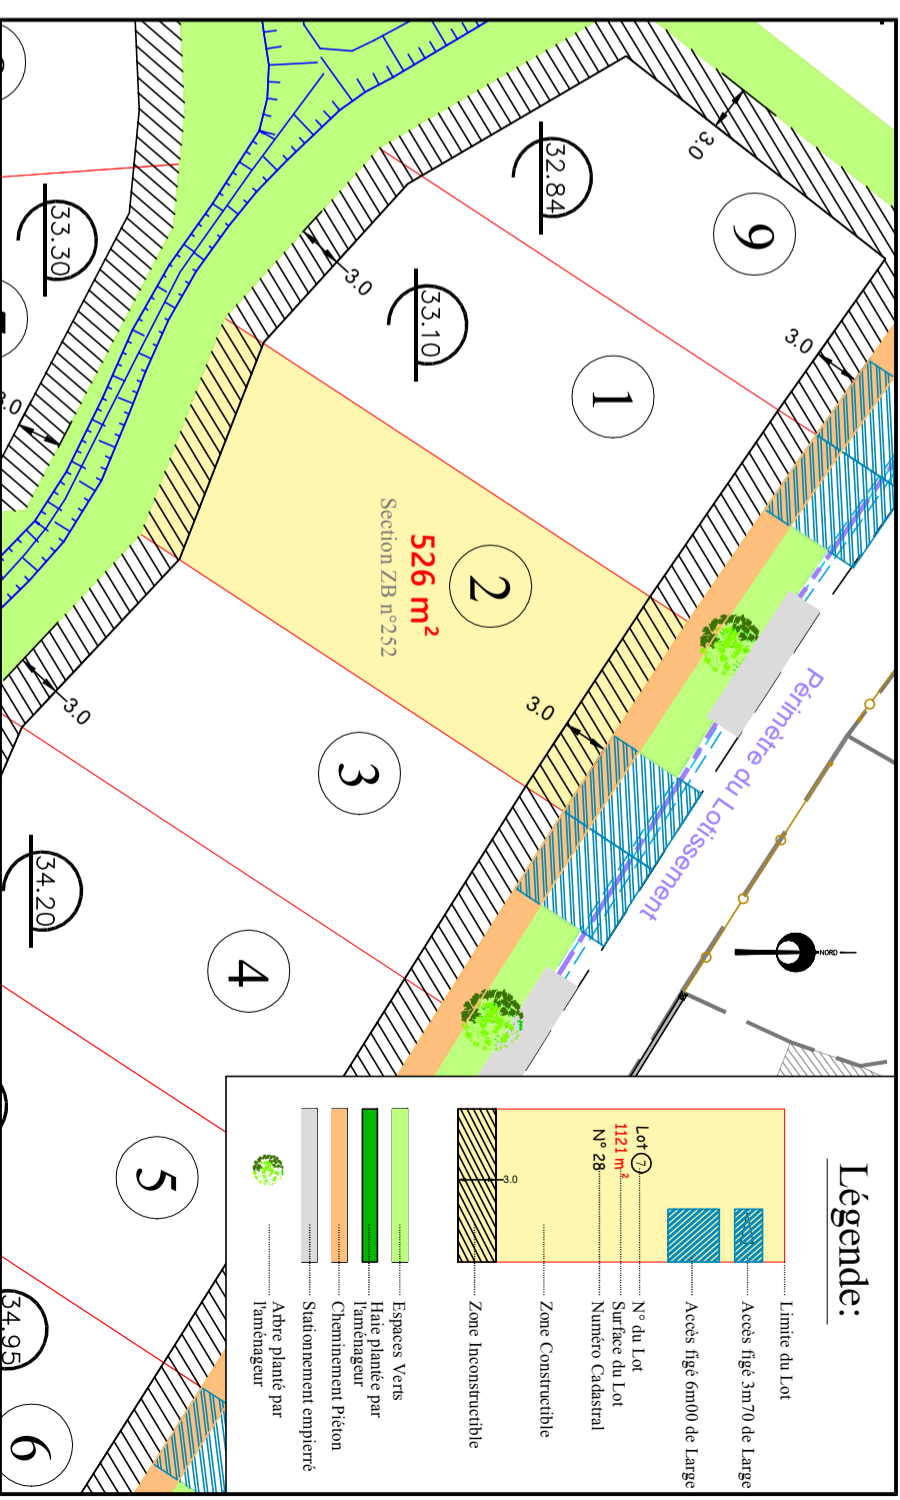 9
3.0
32.84
3.0
1
33.10
3.0
33.30
3.0
2
526 m²
Section ZB n°252
3.0
Périmètre du Lotissement
NORD
3
3.0
4
34.20
5
34.95
6
Légende:
Limite du Lot
Accès figé 3m70 de Large
Accès figé 6m00 de Large
Lot 7 N° du Lot
1121 m² Surface du Lot
N° 28 Numéro Cadastral
Zone Constructible
3.0
Zone Inconstructible
Espaces Verts
Haie plantée par
l'aménageur
Cheminement Piéton
Stationnement empierré
Arbre planté par
l'aménageur